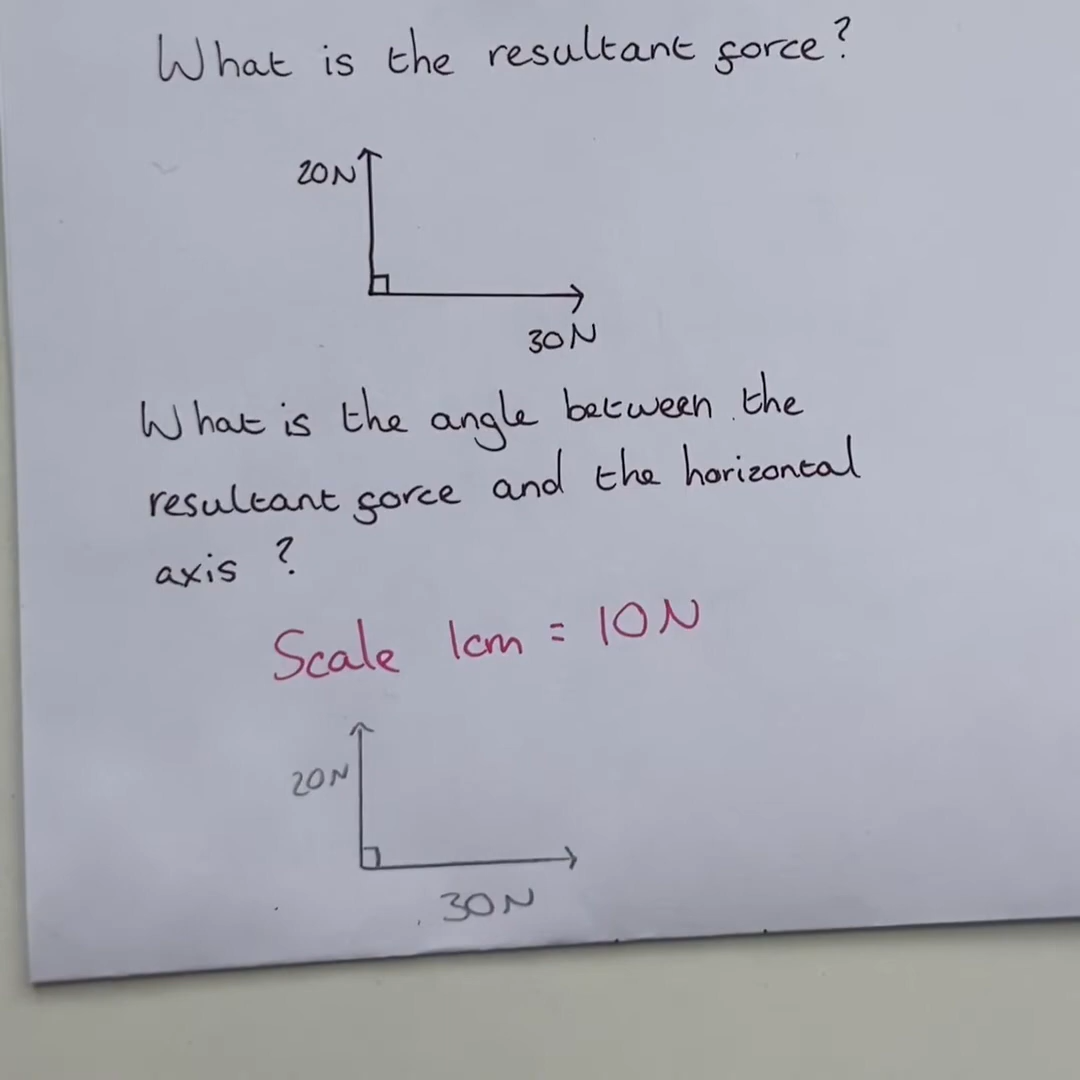 What is the resultant force?
20N
30N
What is the angle between the
resultant force and the horizontal
axis ?
Scale 1cm = 10N
20N
30N